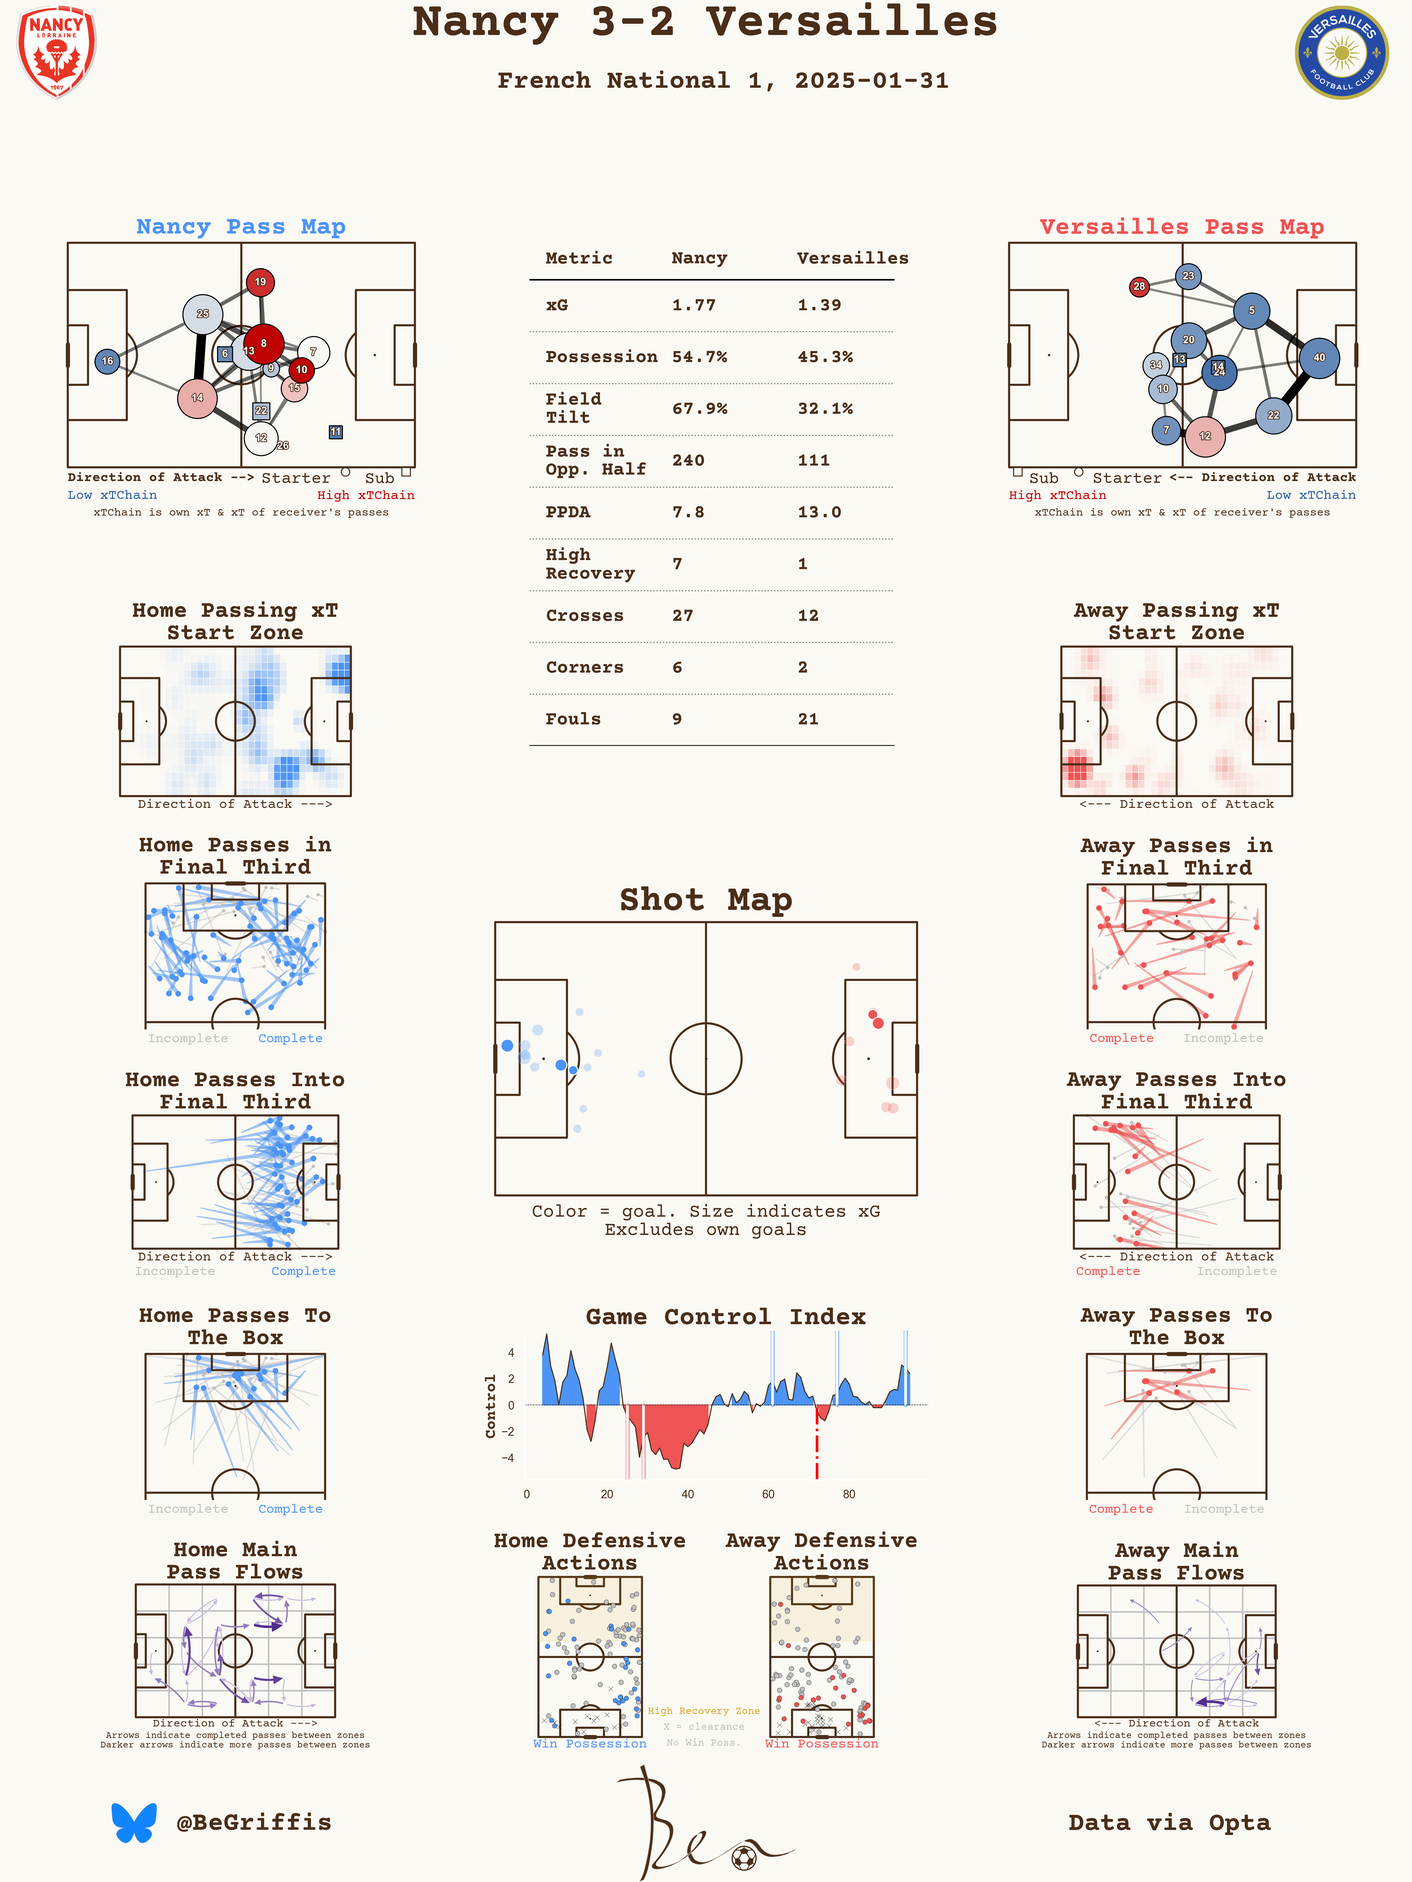 Nancy 3-2 Versailles
French National 1, 2025-01-31
NANCY
LORRAINE
1967
VERSAILLES
FOOTBALL CLUB
Nancy Pass Map
19
25
8
13
6
7
16
9
10
15
14
22
12
26
11
Direction of Attack --> Starter Sub
Low xTChain High xTChain
xTChain is own xT & xT of receiver's passes
Metric Nancy Versailles
xG 1.77 1.39
Possession 54.7% 45.3%
Field
Tilt 67.9% 32.1%
Pass in
Opp. Half 240 111
PPDA 7.8 13.0
High
Recovery 7 1
Crosses 27 12
Corners 6 2
Fouls 9 21
Versailles Pass Map
28
23
5
20
40
34
13
14
10
22
7
12
Sub Starter <-- Direction of Attack
High xTChain Low xTChain
xTChain is own xT & xT of receiver's passes
Home Passing xT
Start Zone
Direction of Attack --->
Away Passing xT
Start Zone
<--- Direction of Attack
Home Passes in
Final Third
Incomplete Complete
Away Passes in
Final Third
Complete Incomplete
Shot Map
Color = goal. Size indicates xG
Excludes own goals
Home Passes Into
Final Third
Direction of Attack --->
Incomplete Complete
Away Passes Into
Final Third
<--- Direction of Attack
Complete Incomplete
Home Passes To
The Box
Incomplete Complete
Game Control Index
Control
4
2
0
−2
−4
0 20 40 60 80
Away Passes To
The Box
Complete Incomplete
Home Main
Pass Flows
Direction of Attack --->
Arrows indicate completed passes between zones
Darker arrows indicate more passes between zones
Home Defensive
Actions
Win Possession
Away Defensive
Actions
Win Possession
High Recovery Zone
X = clearance
No Win Poss.
Away Main
Pass Flows
<--- Direction of Attack
Arrows indicate completed passes between zones
Darker arrows indicate more passes between zones
@BeGriffis
Ben
Data via Opta